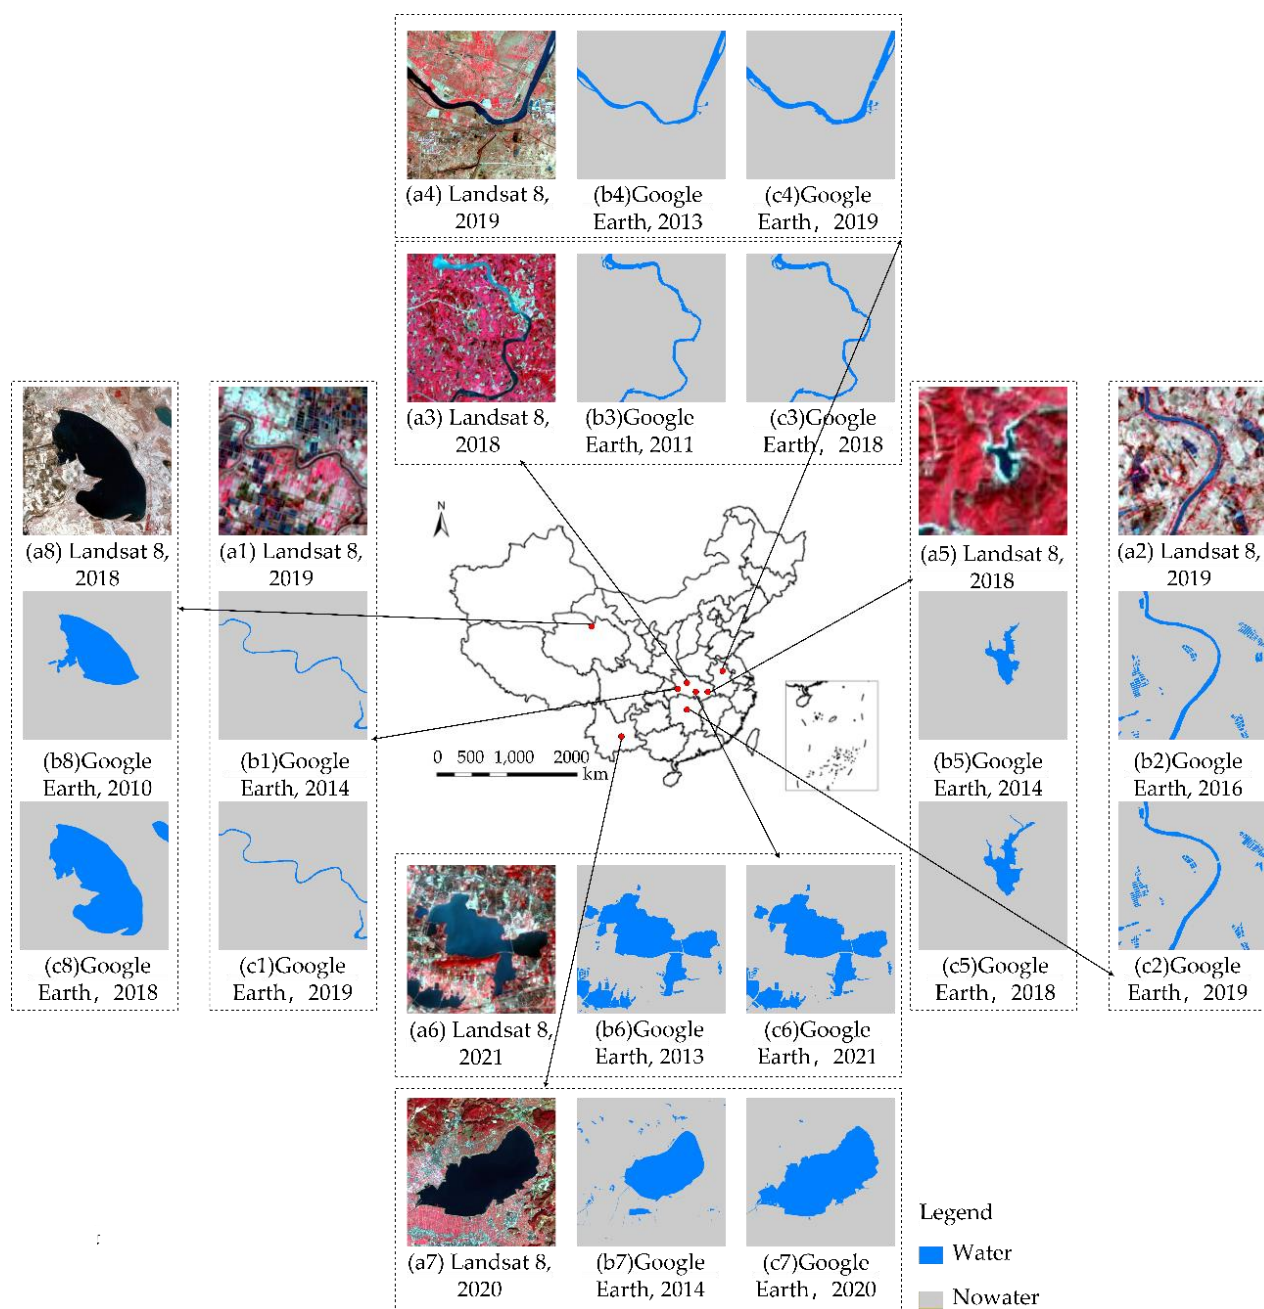 (a4) Landsat 8,
2019
(b4)Google
Earth, 2013
(c4)Google
Earth，2019
(a3) Landsat 8,
2018
(b3)Google
Earth, 2011
(c3)Google
Earth，2018
(a8) Landsat 8,
2018
(b8)Google
Earth, 2010
(c8)Google
Earth，2018
(a1) Landsat 8,
2019
(b1)Google
Earth, 2014
(c1)Google
Earth，2019
N
0 500 1,000 2000
km
(a5) Landsat 8,
2018
(b5)Google
Earth, 2014
(c5)Google
Earth，2018
(a2) Landsat 8,
2019
(b2)Google
Earth, 2016
(c2)Google
Earth，2019
(a6) Landsat 8,
2021
(b6)Google
Earth, 2013
(c6)Google
Earth，2021
(a7) Landsat 8,
2020
(b7)Google
Earth, 2014
(c7)Google
Earth，2020
Legend
Water
Nowater